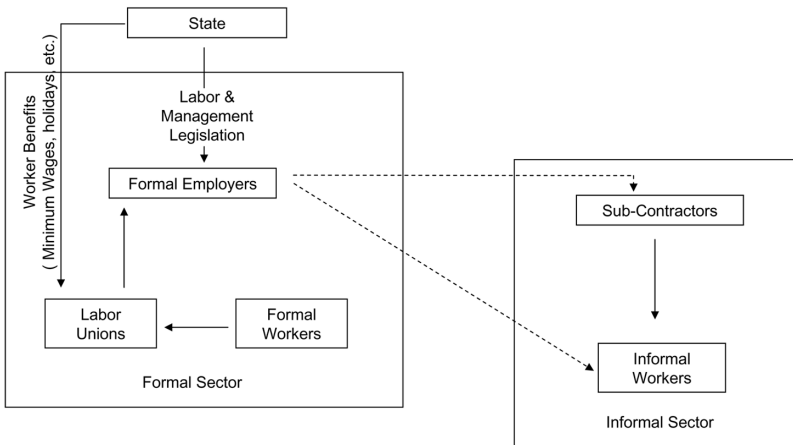 State
Worker Benefits
( Minimum Wages, holidays, etc.)
Labor &
Management
Legislation
Formal Employers
Sub-Contractors
Labor
Unions
Formal
Workers
Informal
Workers
Formal Sector
Informal Sector